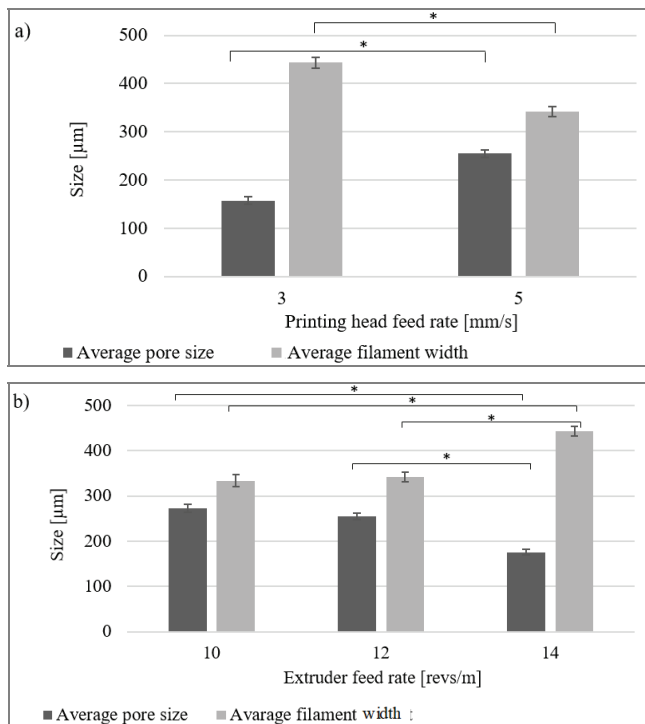 a)
*
*
500
400
300
200
100
0
Size [µm]
3
5
Printing head feed rate [mm/s]
Average pore size
Average filament width
b)
*
*
*
*
500
400
300
200
100
0
Size [µm]
10
12
14
Extruder feed rate [revs/m]
Average pore size
Avarage filament width